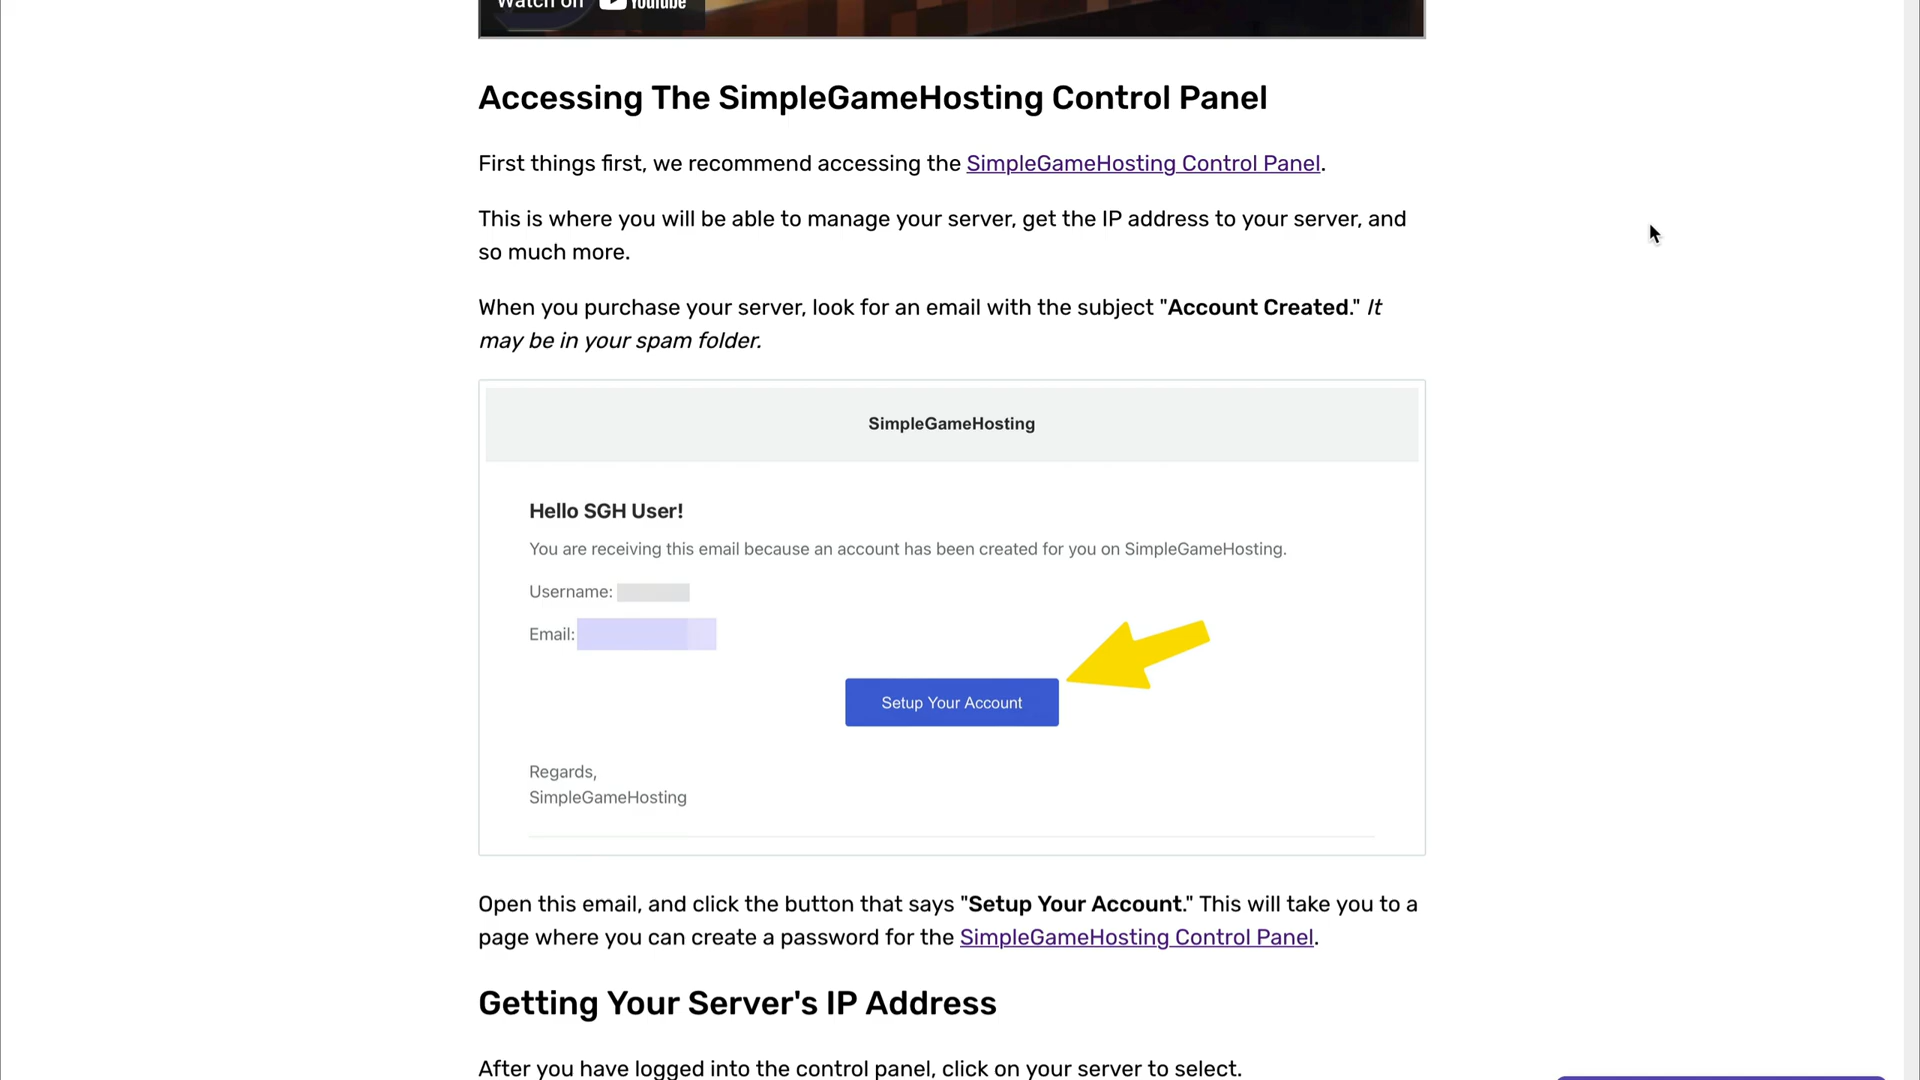 Watch on YouTube
Accessing The SimpleGameHosting Control Panel
First things first, we recommend accessing the SimpleGameHosting Control Panel.
This is where you will be able to manage your server, get the IP address to your server, and
so much more.
When you purchase your server, look for an email with the subject "Account Created." It
may be in your spam folder.
SimpleGameHosting
Hello SGH User!
You are receiving this email because an account has been created for you on SimpleGameHosting.
Username:
Email:
Setup Your Account
Regards,
SimpleGameHosting
Open this email, and click the button that says "Setup Your Account." This will take you to a
page where you can create a password for the SimpleGameHosting Control Panel.
Getting Your Server's IP Address
After you have logged into the control panel, click on your server to select.